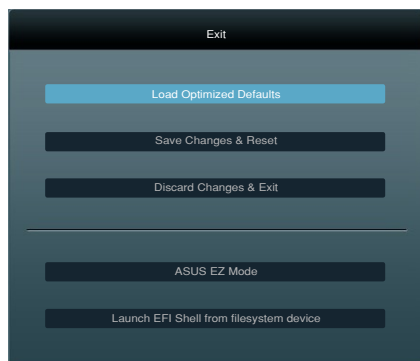 Exit
Load Optimized Defaults
Save Changes & Reset
Discard Changes & Exit
ASUS EZ Mode
Launch EFI Shell from filesystem device